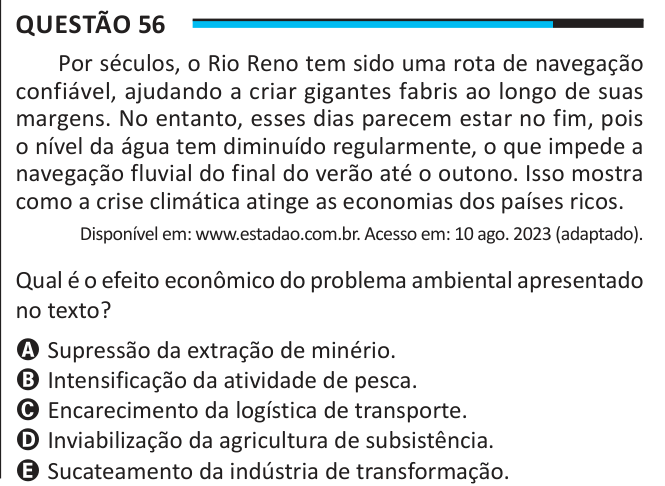 QUESTÃO 56
Por séculos, o Rio Reno tem sido uma rota de navegação
confiável, ajudando a criar gigantes fabris ao longo de suas
margens. No entanto, esses dias parecem estar no fim, pois
o nível da água tem diminuído regularmente, o que impede a
navegação fluvial do final do verão até o outono. Isso mostra
como a crise climática atinge as economias dos países ricos.
Disponível em: www.estadao.com.br. Acesso em: 10 ago. 2023 (adaptado).
Qual é o efeito econômico do problema ambiental apresentado
no texto?
A Supressão da extração de minério.
B Intensificação da atividade de pesca.
C Encarecimento da logística de transporte.
D Inviabilização da agricultura de subsistência.
E Sucateamento da indústria de transformação.